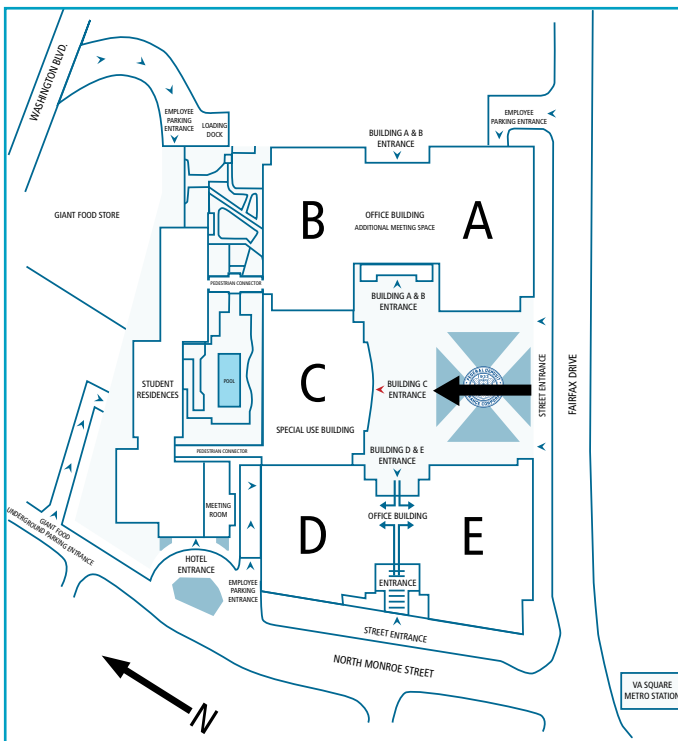 WASHINGTON BLVD.
EMPLOYEE
PARKING
ENTRANCE
LOADING
DOCK
BUILDING A & B
ENTRANCE
EMPLOYEE
PARKING ENTRANCE
GIANT FOOD STORE
B
OFFICE BUILDING
ADDITIONAL MEETING SPACE
A
PEDESTRIAN CONNECTOR
BUILDING A & B
ENTRANCE
STUDENT
RESIDENCES
POOL
C
SPECIAL USE BUILDING
BUILDING C
ENTRANCE
STREET ENTRANCE
FAIRFAX DRIVE
PEDESTRIAN CONNECTOR
BUILDING D & E
ENTRANCE
MEETING
ROOM
D
OFFICE BUILDING
E
GIANT FOOD
UNDERGROUND PARKING ENTRANCE
HOTEL
ENTRANCE
EMPLOYEE
PARKING
ENTRANCE
ENTRANCE
STREET ENTRANCE
NORTH MONROE STREET
N
VA SQUARE
METRO STATION